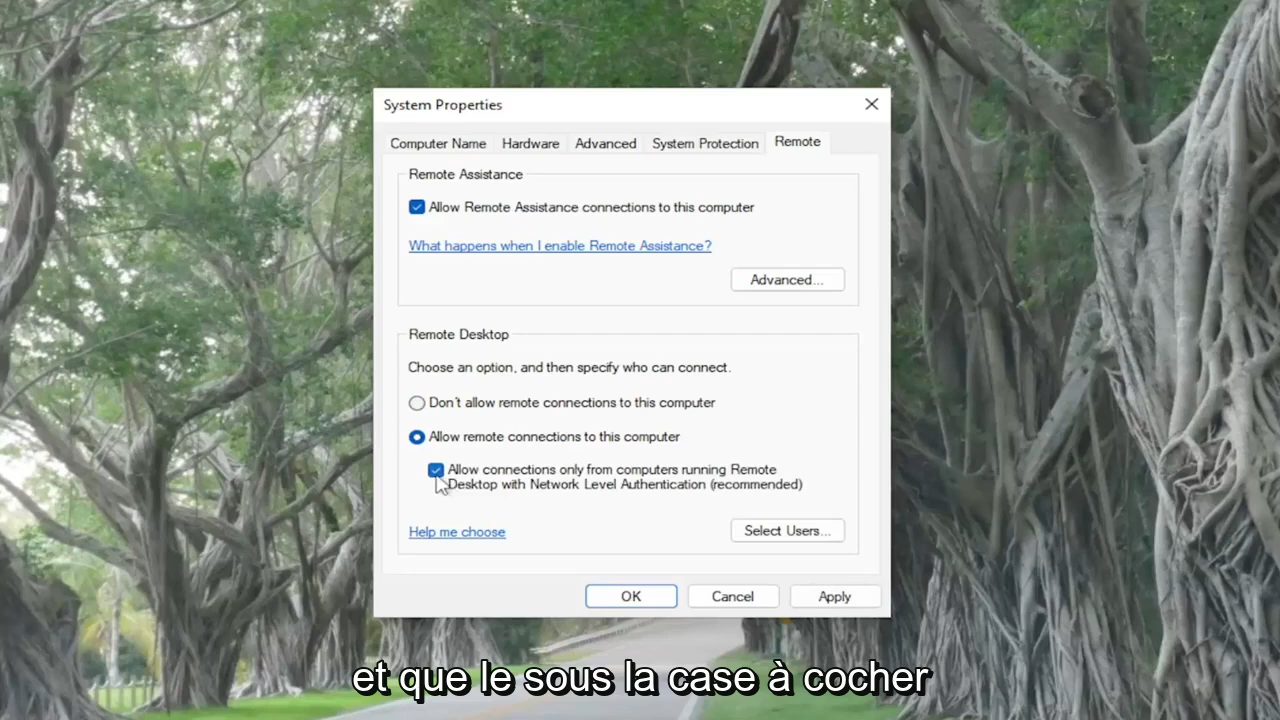 System Properties
Computer Name Hardware Advanced System Protection Remote
Remote Assistance
Allow Remote Assistance connections to this computer
What happens when I enable Remote Assistance?
Advanced...
Remote Desktop
Choose an option, and then specify who can connect.
Don't allow remote connections to this computer
Allow remote connections to this computer
Allow connections only from computers running Remote
Desktop with Network Level Authentication (recommended)
Help me choose
Select Users...
OK Cancel Apply
et que le sous la case à cocher